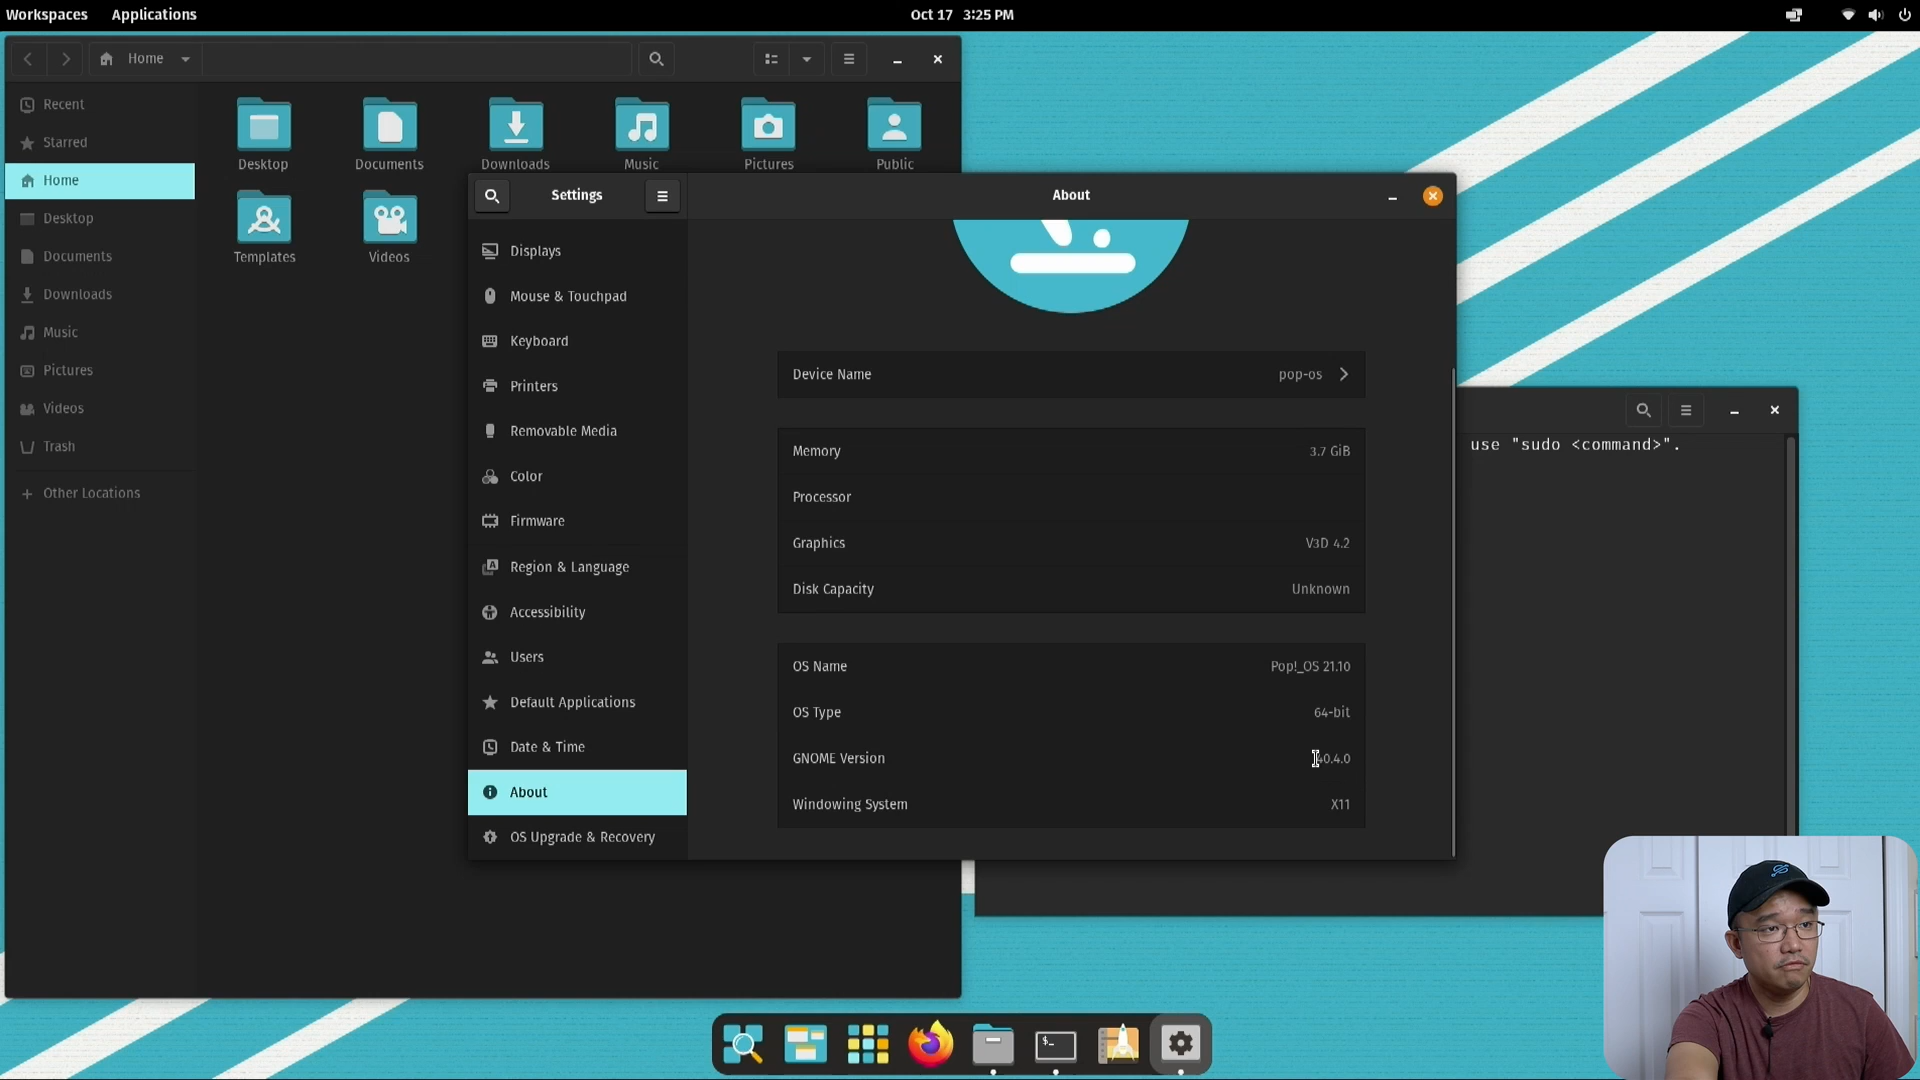 Workspaces Applications Oct 17 3:25 PM
Home
Recent
Starred
Home
Desktop
Documents
Downloads
Music
Pictures
Videos
Trash
Other Locations
Desktop Documents Downloads Music Pictures Public
Templates Videos
Settings
Displays
Mouse & Touchpad
Keyboard
Printers
Removable Media
Color
Firmware
Region & Language
Accessibility
Users
Default Applications
Date & Time
About
OS Upgrade & Recovery
About
Device Name pop-os
Memory 3.7 GiB
Processor
Graphics V3D 4.2
Disk Capacity Unknown
OS Name Pop!_OS 21.10
OS Type 64-bit
GNOME Version 40.4.0
Windowing System X11
use "sudo <command>".